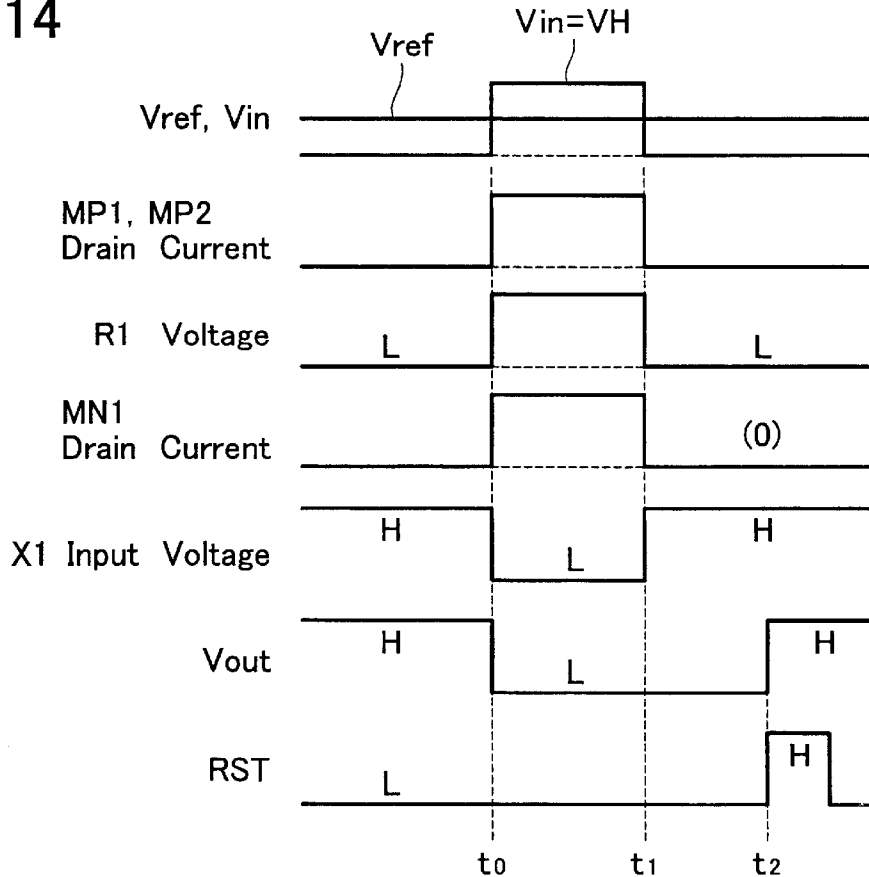 14
Vin=VH
Vref
Vref, Vin
MP1, MP2
Drain Current
R1 Voltage
L
L
MN1
Drain Current
(0)
X1 Input Voltage
H
L
H
Vout
H
L
H
RST
L
H
t0
t1
t2